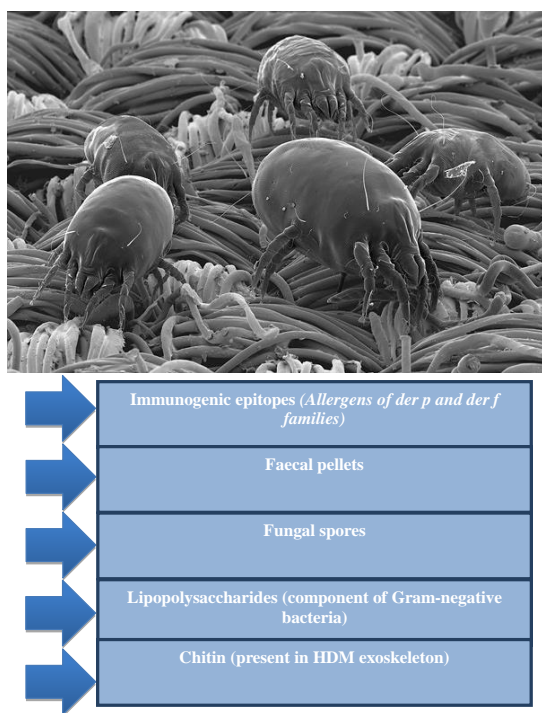 Immunogenic epitopes (Allergens of der p and der f
families)
Faecal pellets
Fungal spores
Lipopolysaccharides (component of Gram-negative
bacteria)
Chitin (present in HDM exoskeleton)